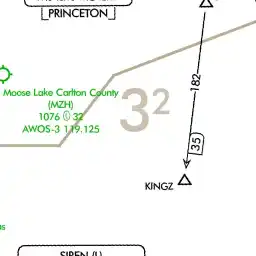 PRINCETON
182
Moose Lake Carlton County
(MZH)
1076 32
AWOS-3 119.125
32
35
KINGZ
SIREN (L)